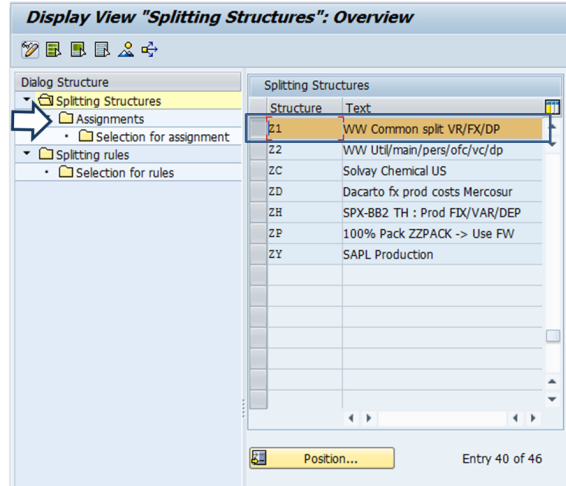 Display View "Splitting Structures": Overview
Dialog Structure
Splitting Structures
Assignments
Selection for assignment
Splitting rules
Selection for rules
Splitting Structures
Structure Text
Z1 WW Common split VR/FX/DP
Z2 WW Util/main/pers/ofc/vc/dp
ZC Solvay Chemical US
ZD Dacarto fx prod costs Mercosur
ZH SPX-BB2 TH : Prod FIX/VAR/DEP
ZP 100% Pack ZZPACK -> Use FW
ZY SAPL Production
Position... Entry 40 of 46